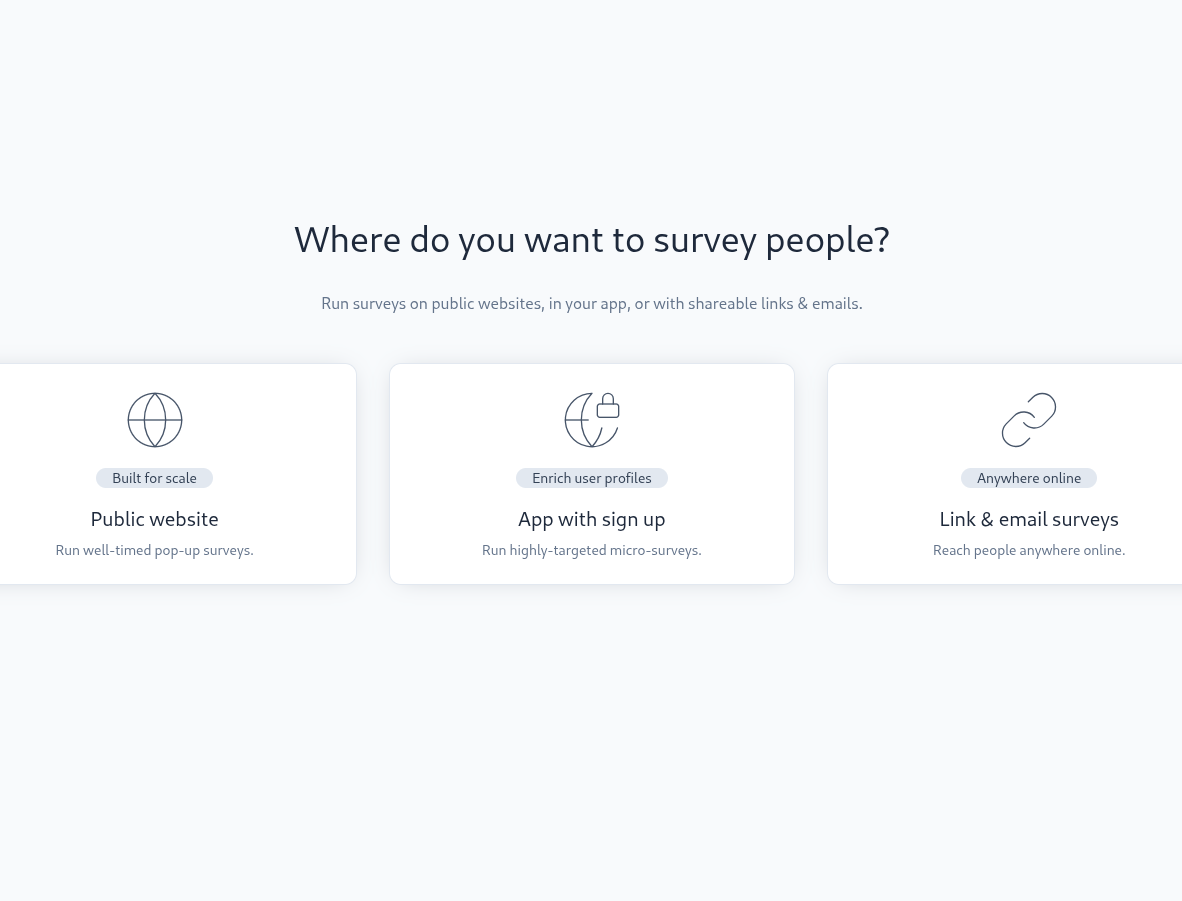 Where do you want to survey people?
Run surveys on public websites, in your app, or with shareable links & emails.
Built for scale
Public website
Run well-timed pop-up surveys.
Enrich user profiles
App with sign up
Run highly-targeted micro-surveys.
Anywhere online
Link & email surveys
Reach people anywhere online.